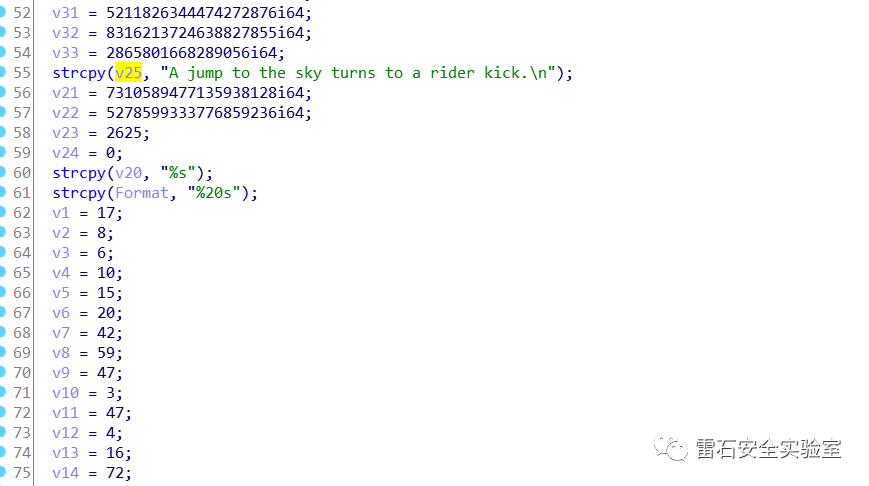 52 v31 = 5211826344474272876i64;
53 v32 = 8316213724638827855i64;
54 v33 = 2865801668289056i64;
55 strcpy(v25, "A jump to the sky turns to a rider kick.\n");
56 v21 = 7310589477135938128i64;
57 v22 = 5278599333776859236i64;
58 v23 = 2625;
59 v24 = 0;
60 strcpy(v20, "%s");
61 strcpy(Format, "%20s");
62 v1 = 17;
63 v2 = 8;
64 v3 = 6;
65 v4 = 10;
66 v5 = 15;
67 v6 = 20;
68 v7 = 42;
69 v8 = 59;
70 v9 = 47;
71 v10 = 3;
72 v11 = 47;
73 v12 = 4;
74 v13 = 16;
75 v14 = 72;
雷石安全实验室